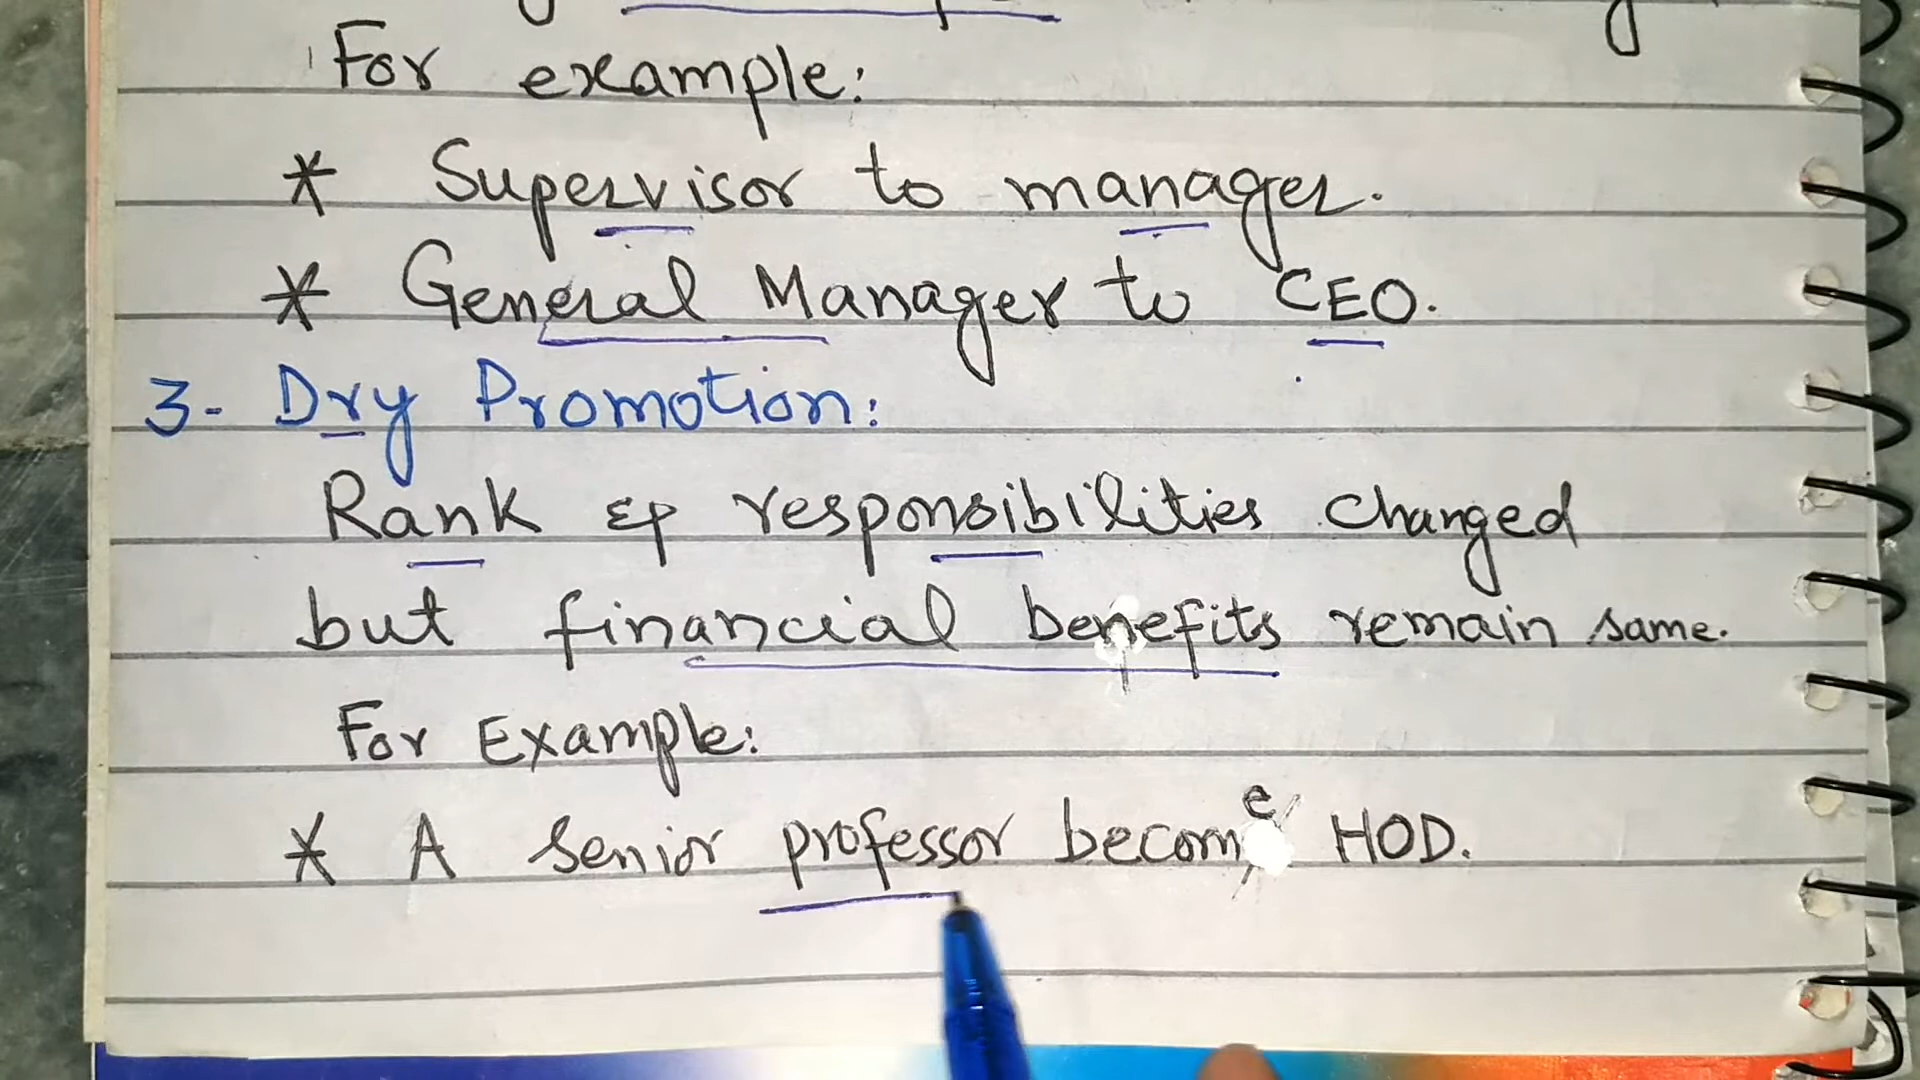 For example:
* Supervisor to manager.
* General Manager to CEO.
3- Dry Promotion:
Rank & responsibilities changed
but financial benefits remain same.
For Example:
* A senior professor become HOD.